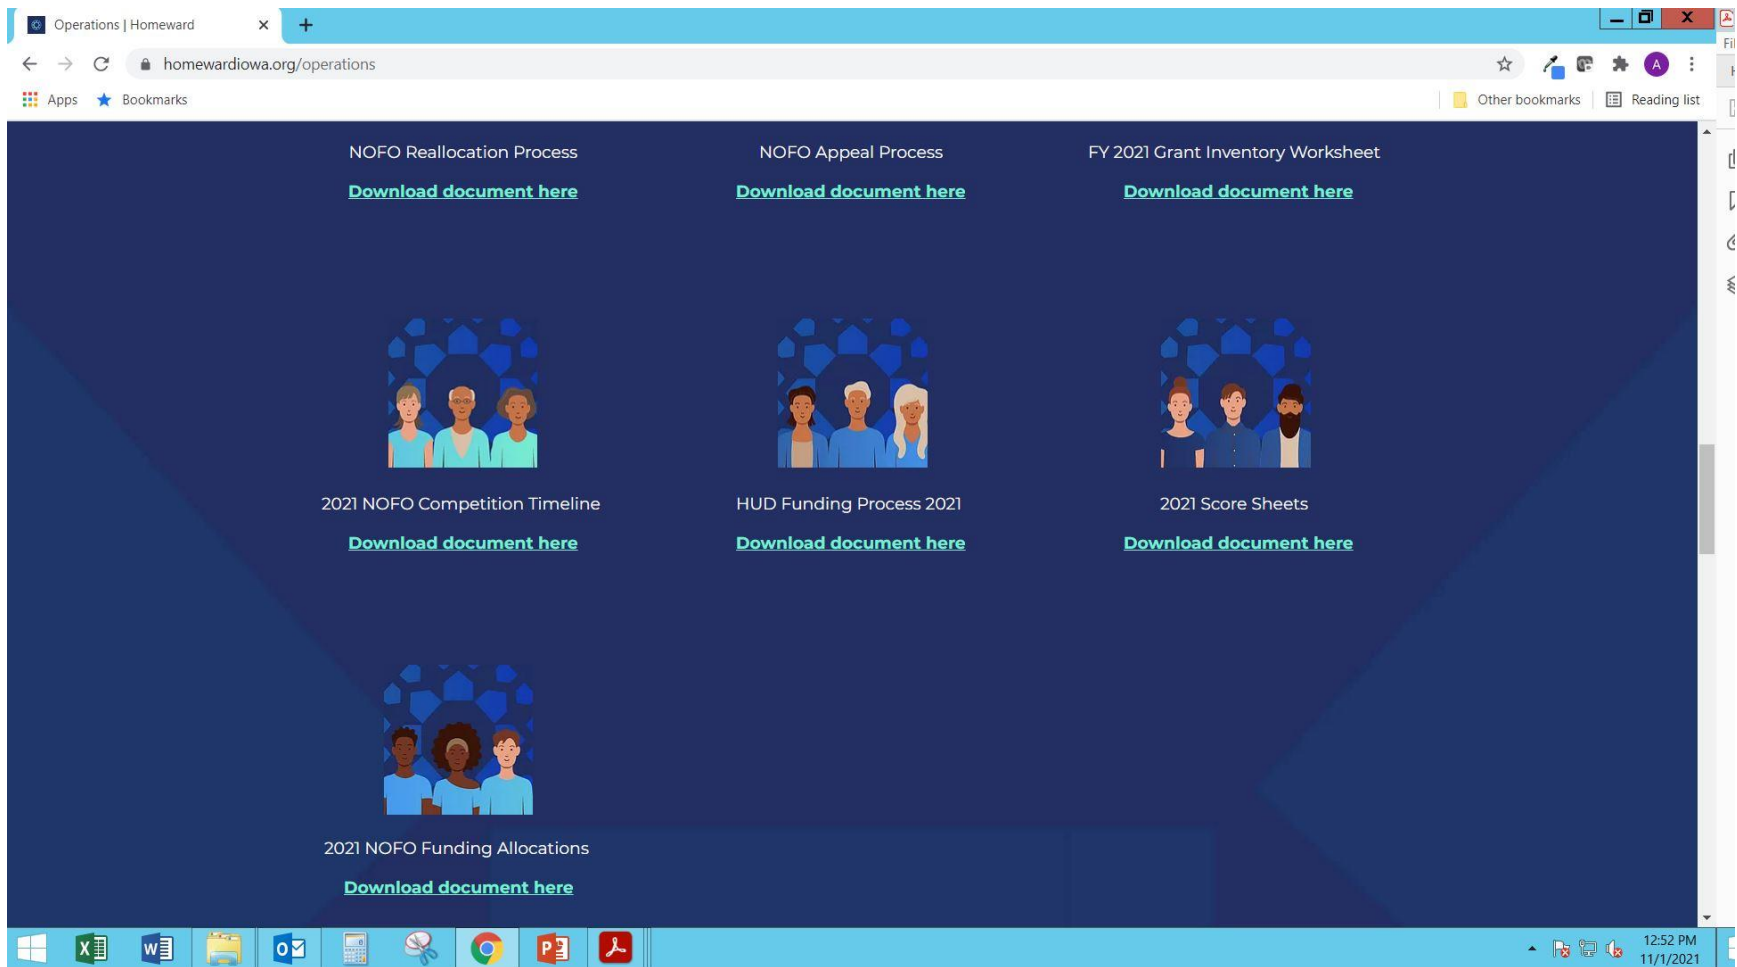 Operations | Homeward
homewardiowa.org/operations
A
Apps
Bookmarks
Other bookmarks
Reading list
NOFO Reallocation Process
NOFO Appeal Process
FY 2021 Grant Inventory Worksheet
Download document here
Download document here
Download document here
2021 NOFO Competition Timeline
HUD Funding Process 2021
2021 Score Sheets
Download document here
Download document here
Download document here
2021 NOFO Funding Allocations
Download document here
12:52 PM
11/1/2021